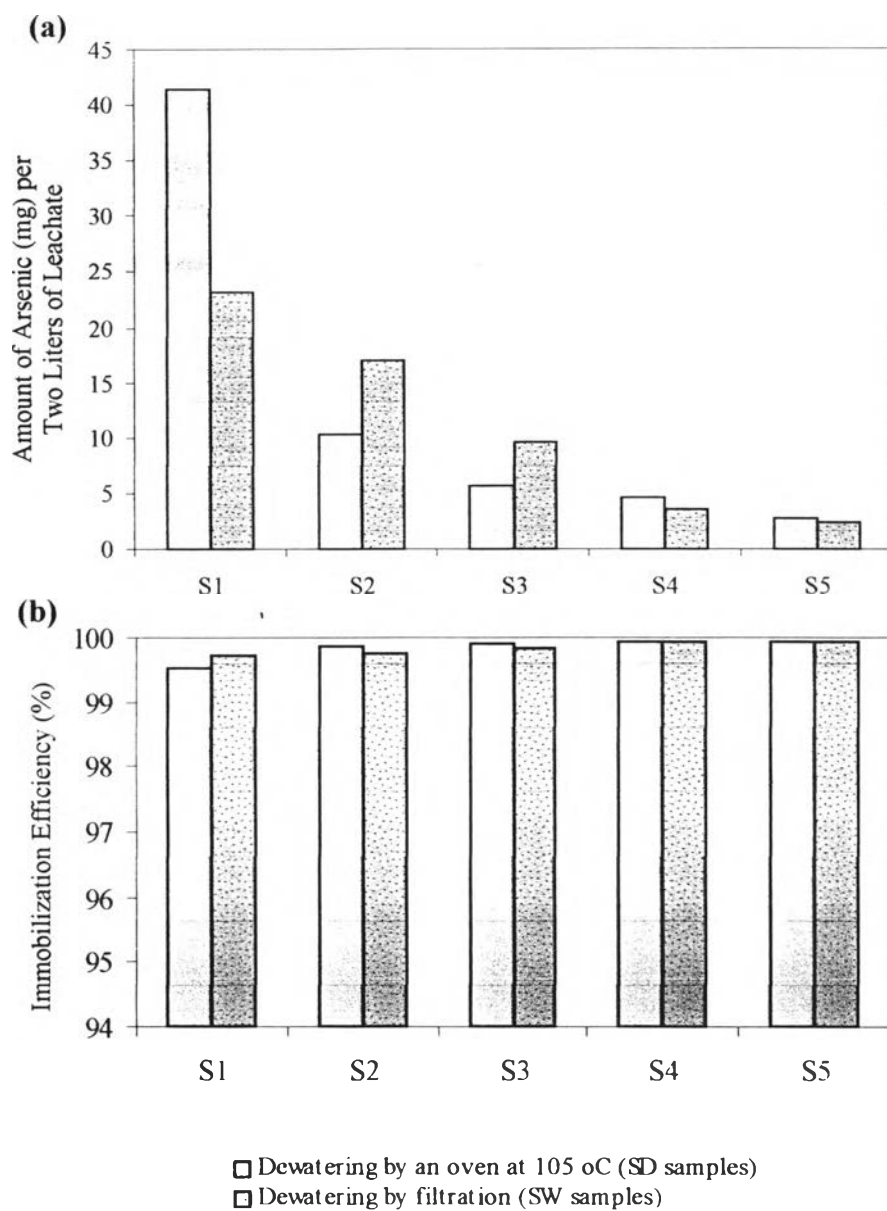 (a)
Amount of Arsenic (mg) per
Two Liters of Leachate
45
40
35
30
25
20
15
10
5
0
S1 S2 S3 S4 S5
(b)
Immobilization Efficiency (%)
100
99
98
97
96
95
94
S1 S2 S3 S4 S5
Dewatering by an oven at 105 oC (SD samples)
Dewatering by filtration (SW samples)